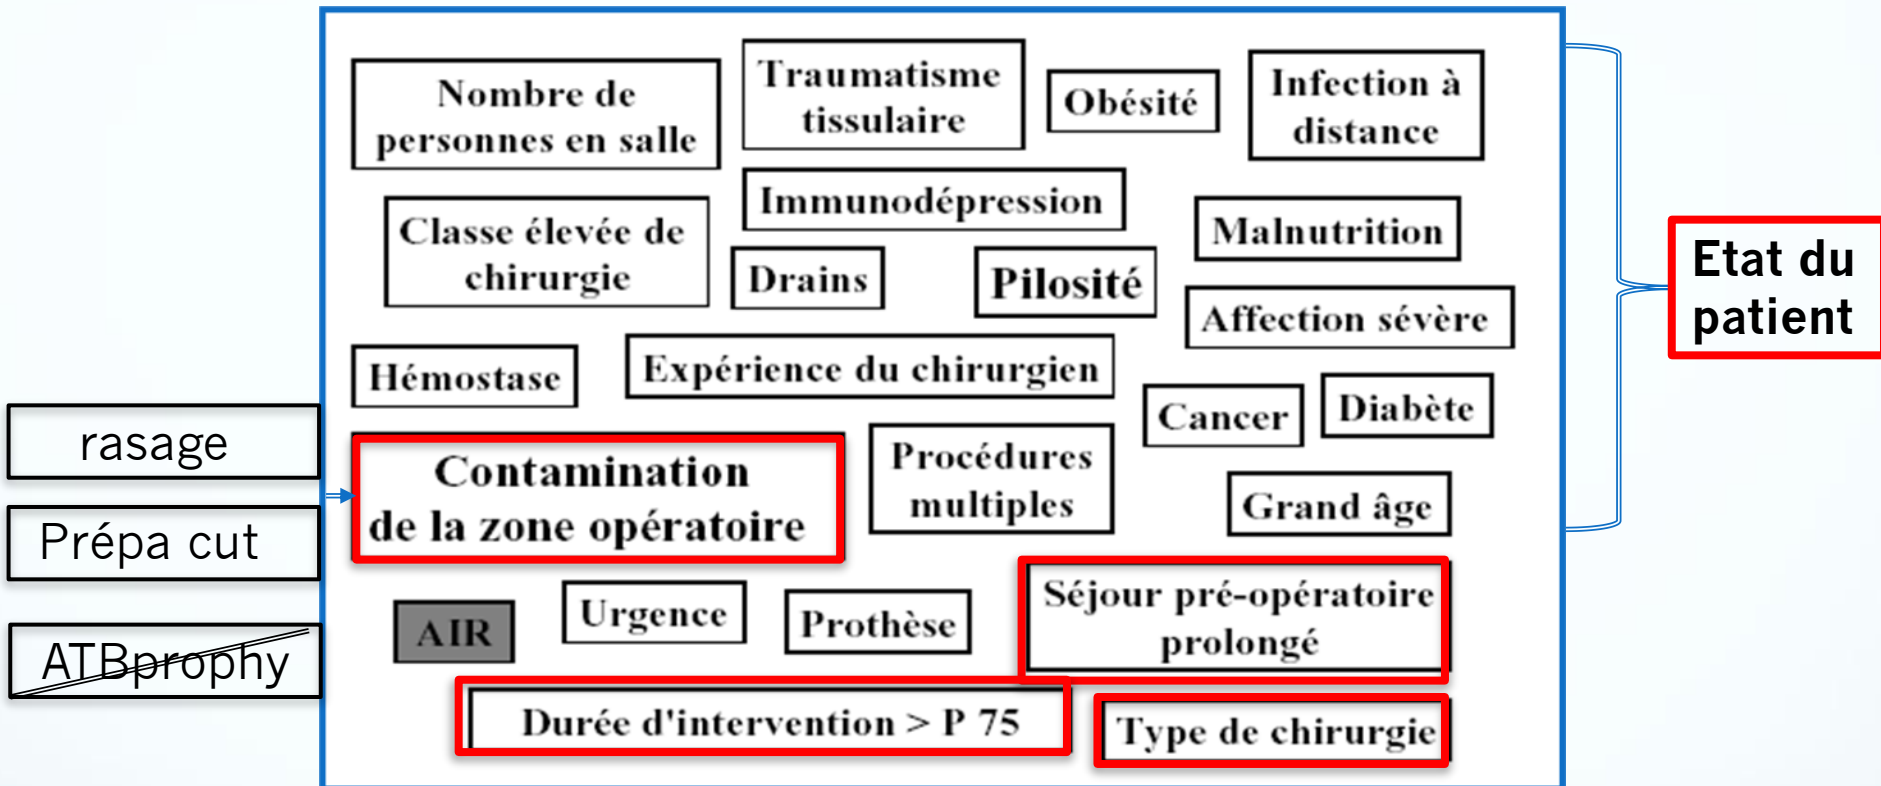 Nombre de
personnes en salle
Traumatisme
tissulaire
Obésité
Infection à
distance
Immunodépression
Classe élevée de
chirurgie
Malnutrition
Drains
Pilosité
Affection sévère
Etat du
patient
Hémostase
Expérience du chirurgien
Cancer
Diabète
rasage
Contamination
de la zone opératoire
Procédures
multiples
Grand âge
Prépa cut
AIR
Urgence
Prothèse
Séjour pré-opératoire
prolongé
ATBprophy
Durée d'intervention > P 75
Type de chirurgie